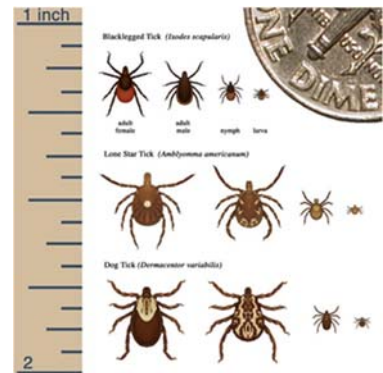 1 inch
Blacklegged Tick (Ixodes scapularis)
ONE DIME
adult female
adult male
nymph
larva
Lone Star Tick (Amblyomma americanum)
Dog Tick (Dermacentor variabilis)
2